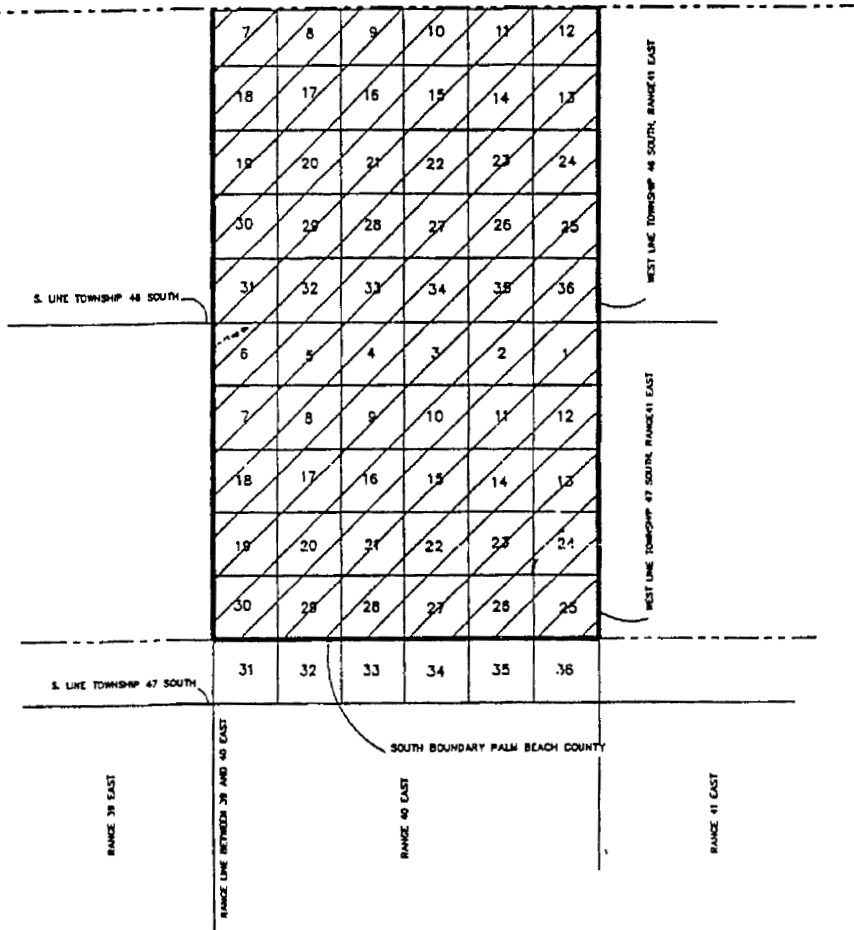 7 8 9 10 11 12
18 17 16 15 14 13
19 20 21 22 23 24
30 29 28 27 26 25
31 32 33 34 35 36
S. LINE TOWNSHIP 46 SOUTH
WEST LINE TOWNSHIP 46 SOUTH, RANGE 41 EAST
6 5 4 3 2 1
7 8 9 10 11 12
18 17 16 15 14 13
19 20 21 22 23 24
30 29 28 27 26 25
WEST LINE TOWNSHIP 47 SOUTH, RANGE 41 EAST
31 32 33 34 35 36
S. LINE TOWNSHIP 47 SOUTH
SOUTH BOUNDARY PALM BEACH COUNTY
RANGE 39 EAST
RANGE LINE BETWEEN 39 AND 40 EAST
RANGE 40 EAST
RANGE 41 EAST